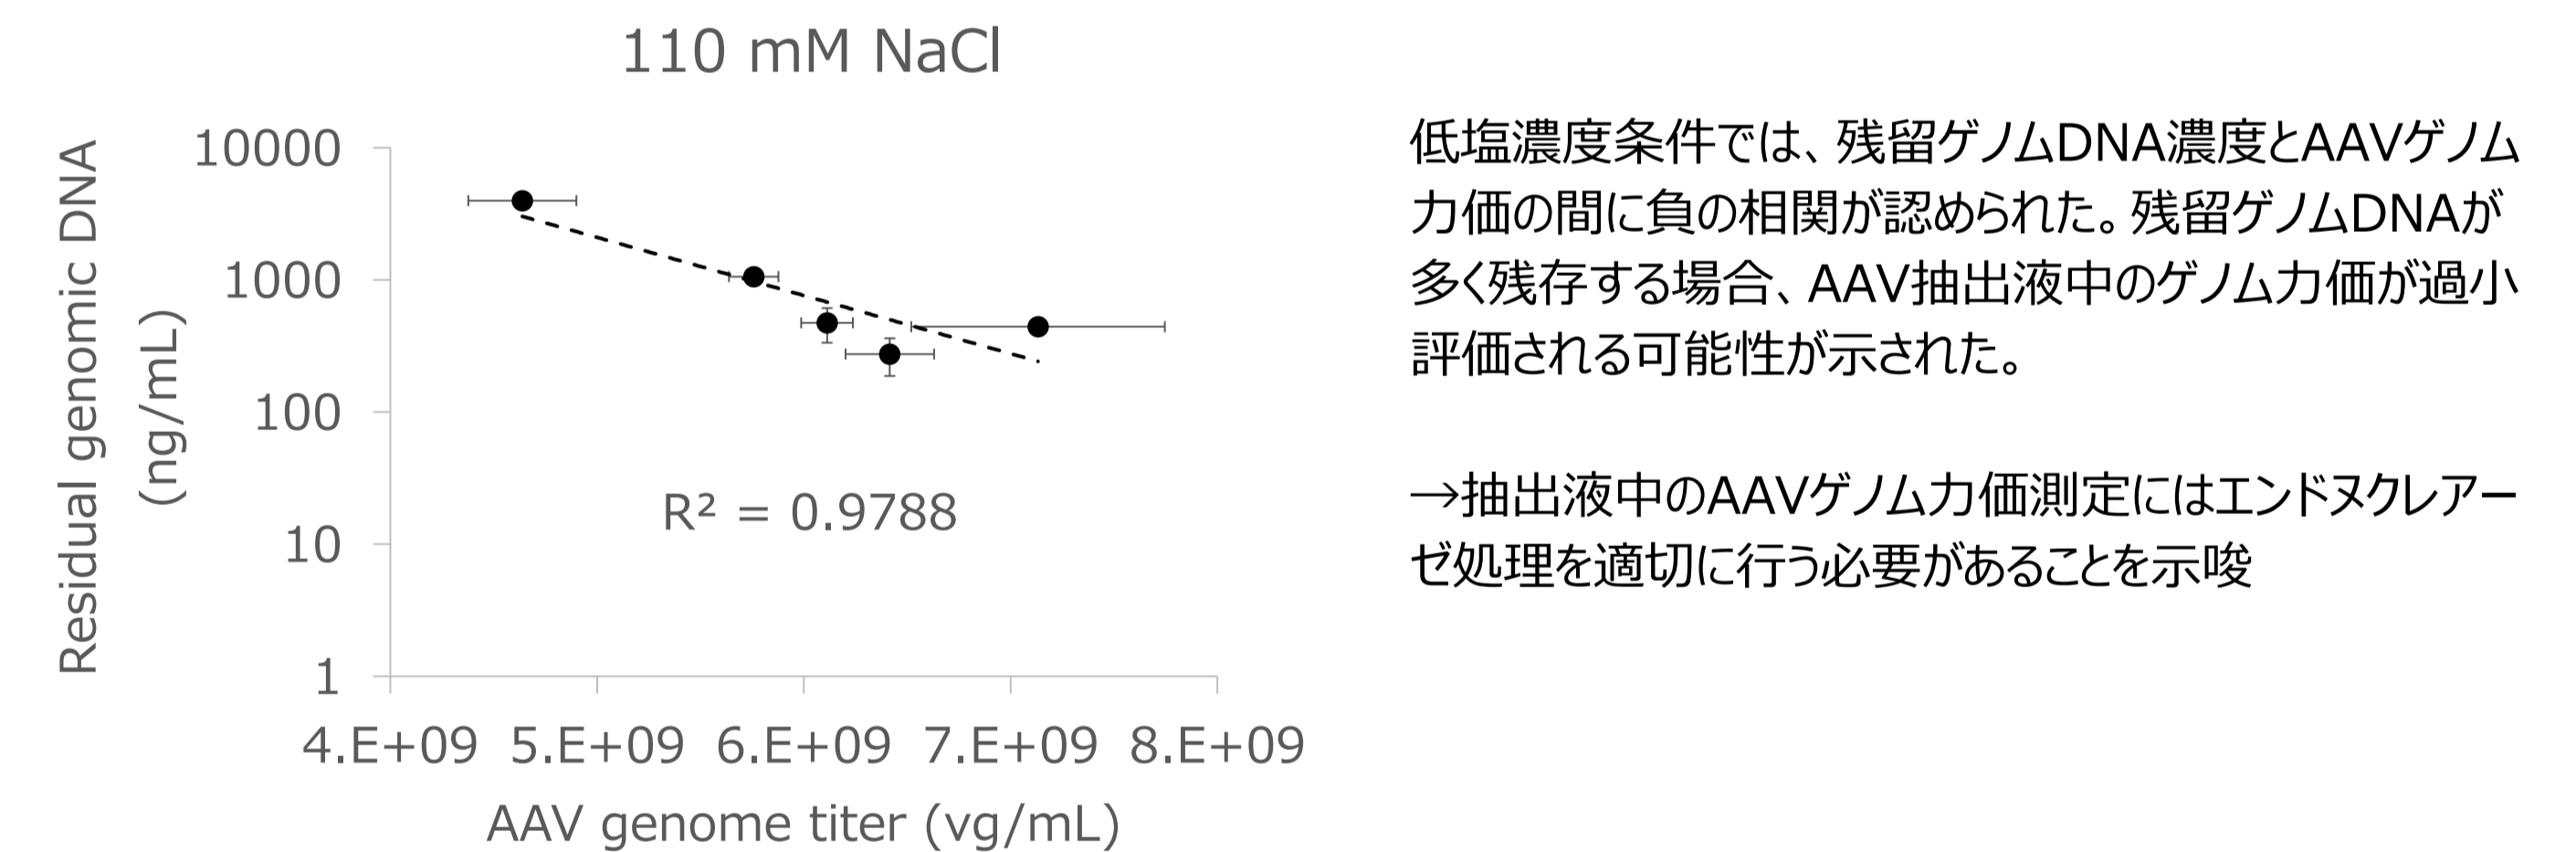 110 mM NaCl
Residual genomic DNA
(ng/mL)
10000
1000
100
10
1
R² = 0.9788
4.E+09 5.E+09 6.E+09 7.E+09 8.E+09
AAV genome titer (vg/mL)
低塩濃度条件では、残留ゲノムDNA濃度とAAVゲノム
力価の間に負の相関が認められた。残留ゲノムDNAが
多く残存する場合、AAV抽出液中のゲノム力価が過小
評価される可能性が示された。
→抽出液中のAAVゲノム力価測定にはエンドヌクレアー
ゼ処理を適切に行う必要があることを示唆